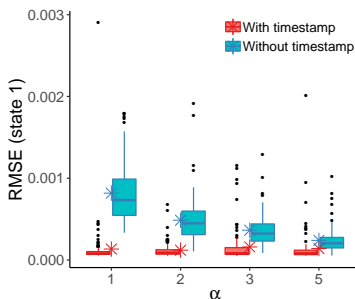 0.003
0.002
0.001
0.000
RMSE (state 1)
With timestamp
Without timestamp
1 2 3 5
α